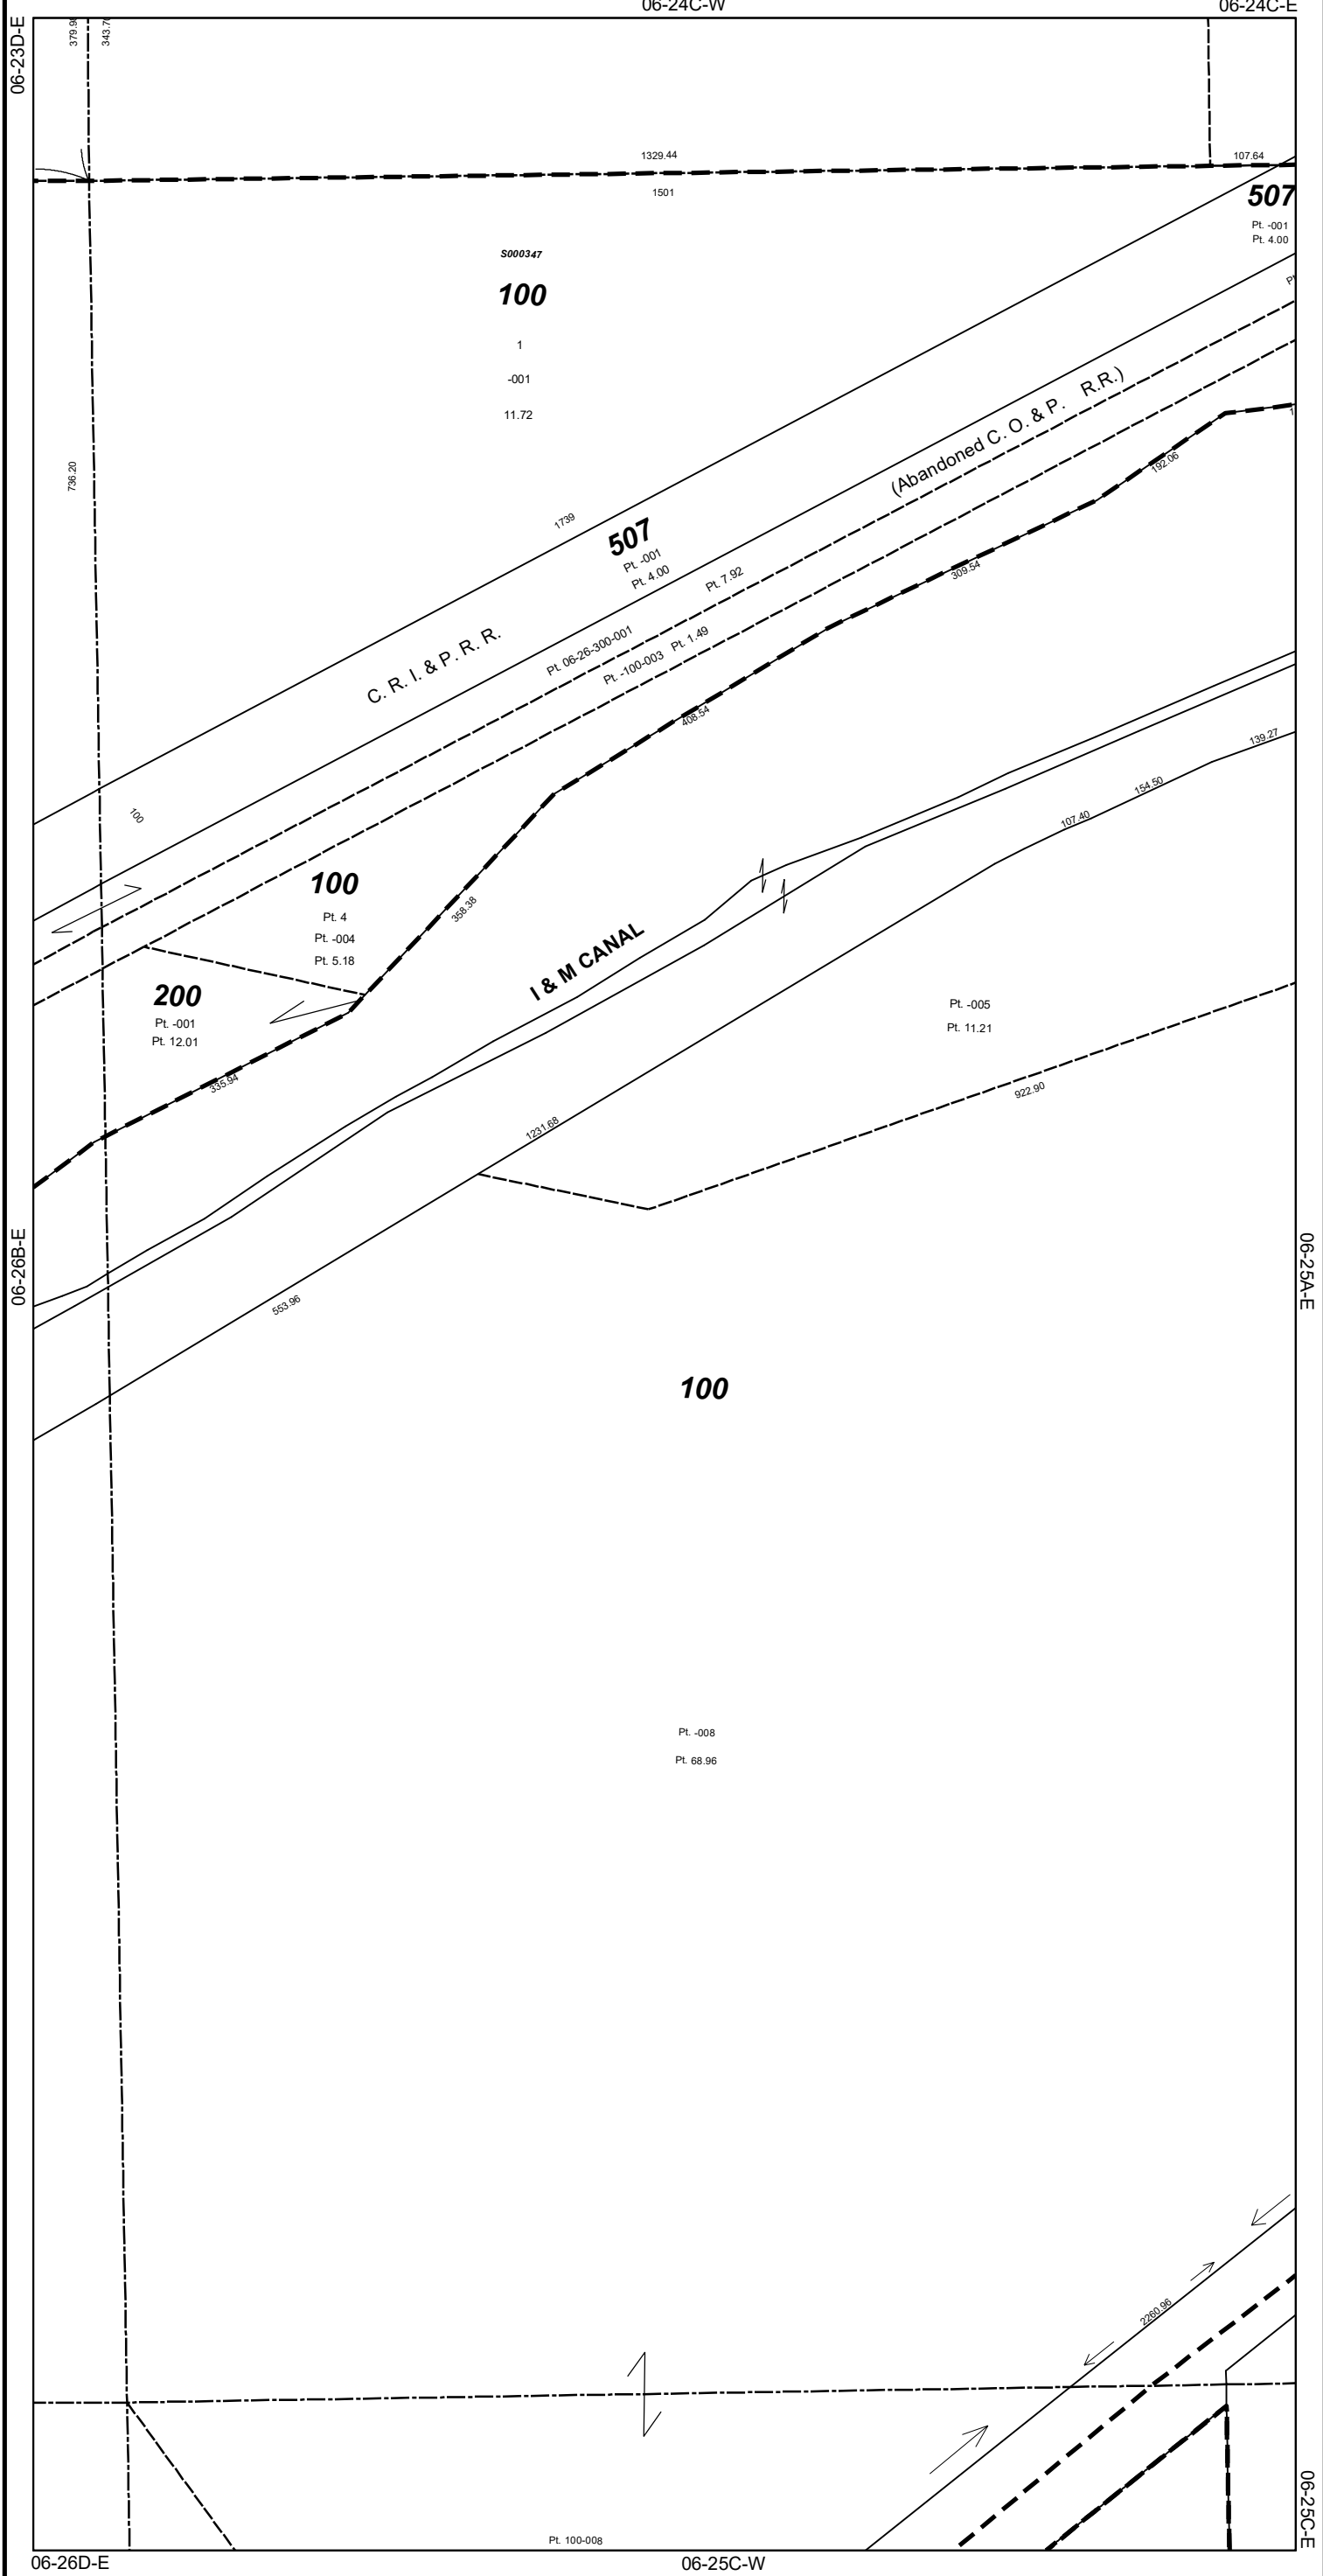 06-24C-W
06-24C-E
06-23D-E
379.9
343.7
1329.44
107.64
1501
507
Pt. -001
Pt. 4.00
S000347
100
1
-001
11.72
736.20
(Abandoned C. O. & P. R.R.)
192.06
1739
507
Pt. -001
Pt. 4.00
Pt. 7.92
309.54
C. R. I. & P. R. R.
Pt. 06-26-300-001
Pt. -100-003 Pt. 1.49
408.54
139.27
154.50
107.40
100
100
Pt. 4
Pt. -004
Pt. 5.18
358.38
I & M CANAL
200
Pt. -001
Pt. 12.01
Pt. -005
Pt. 11.21
335.94
922.90
1231.68
06-26B-E
06-25A-E
553.96
100
Pt. -008
Pt. 68.96
2260.96
06-25C-E
Pt. 100-008
06-26D-E
06-25C-W